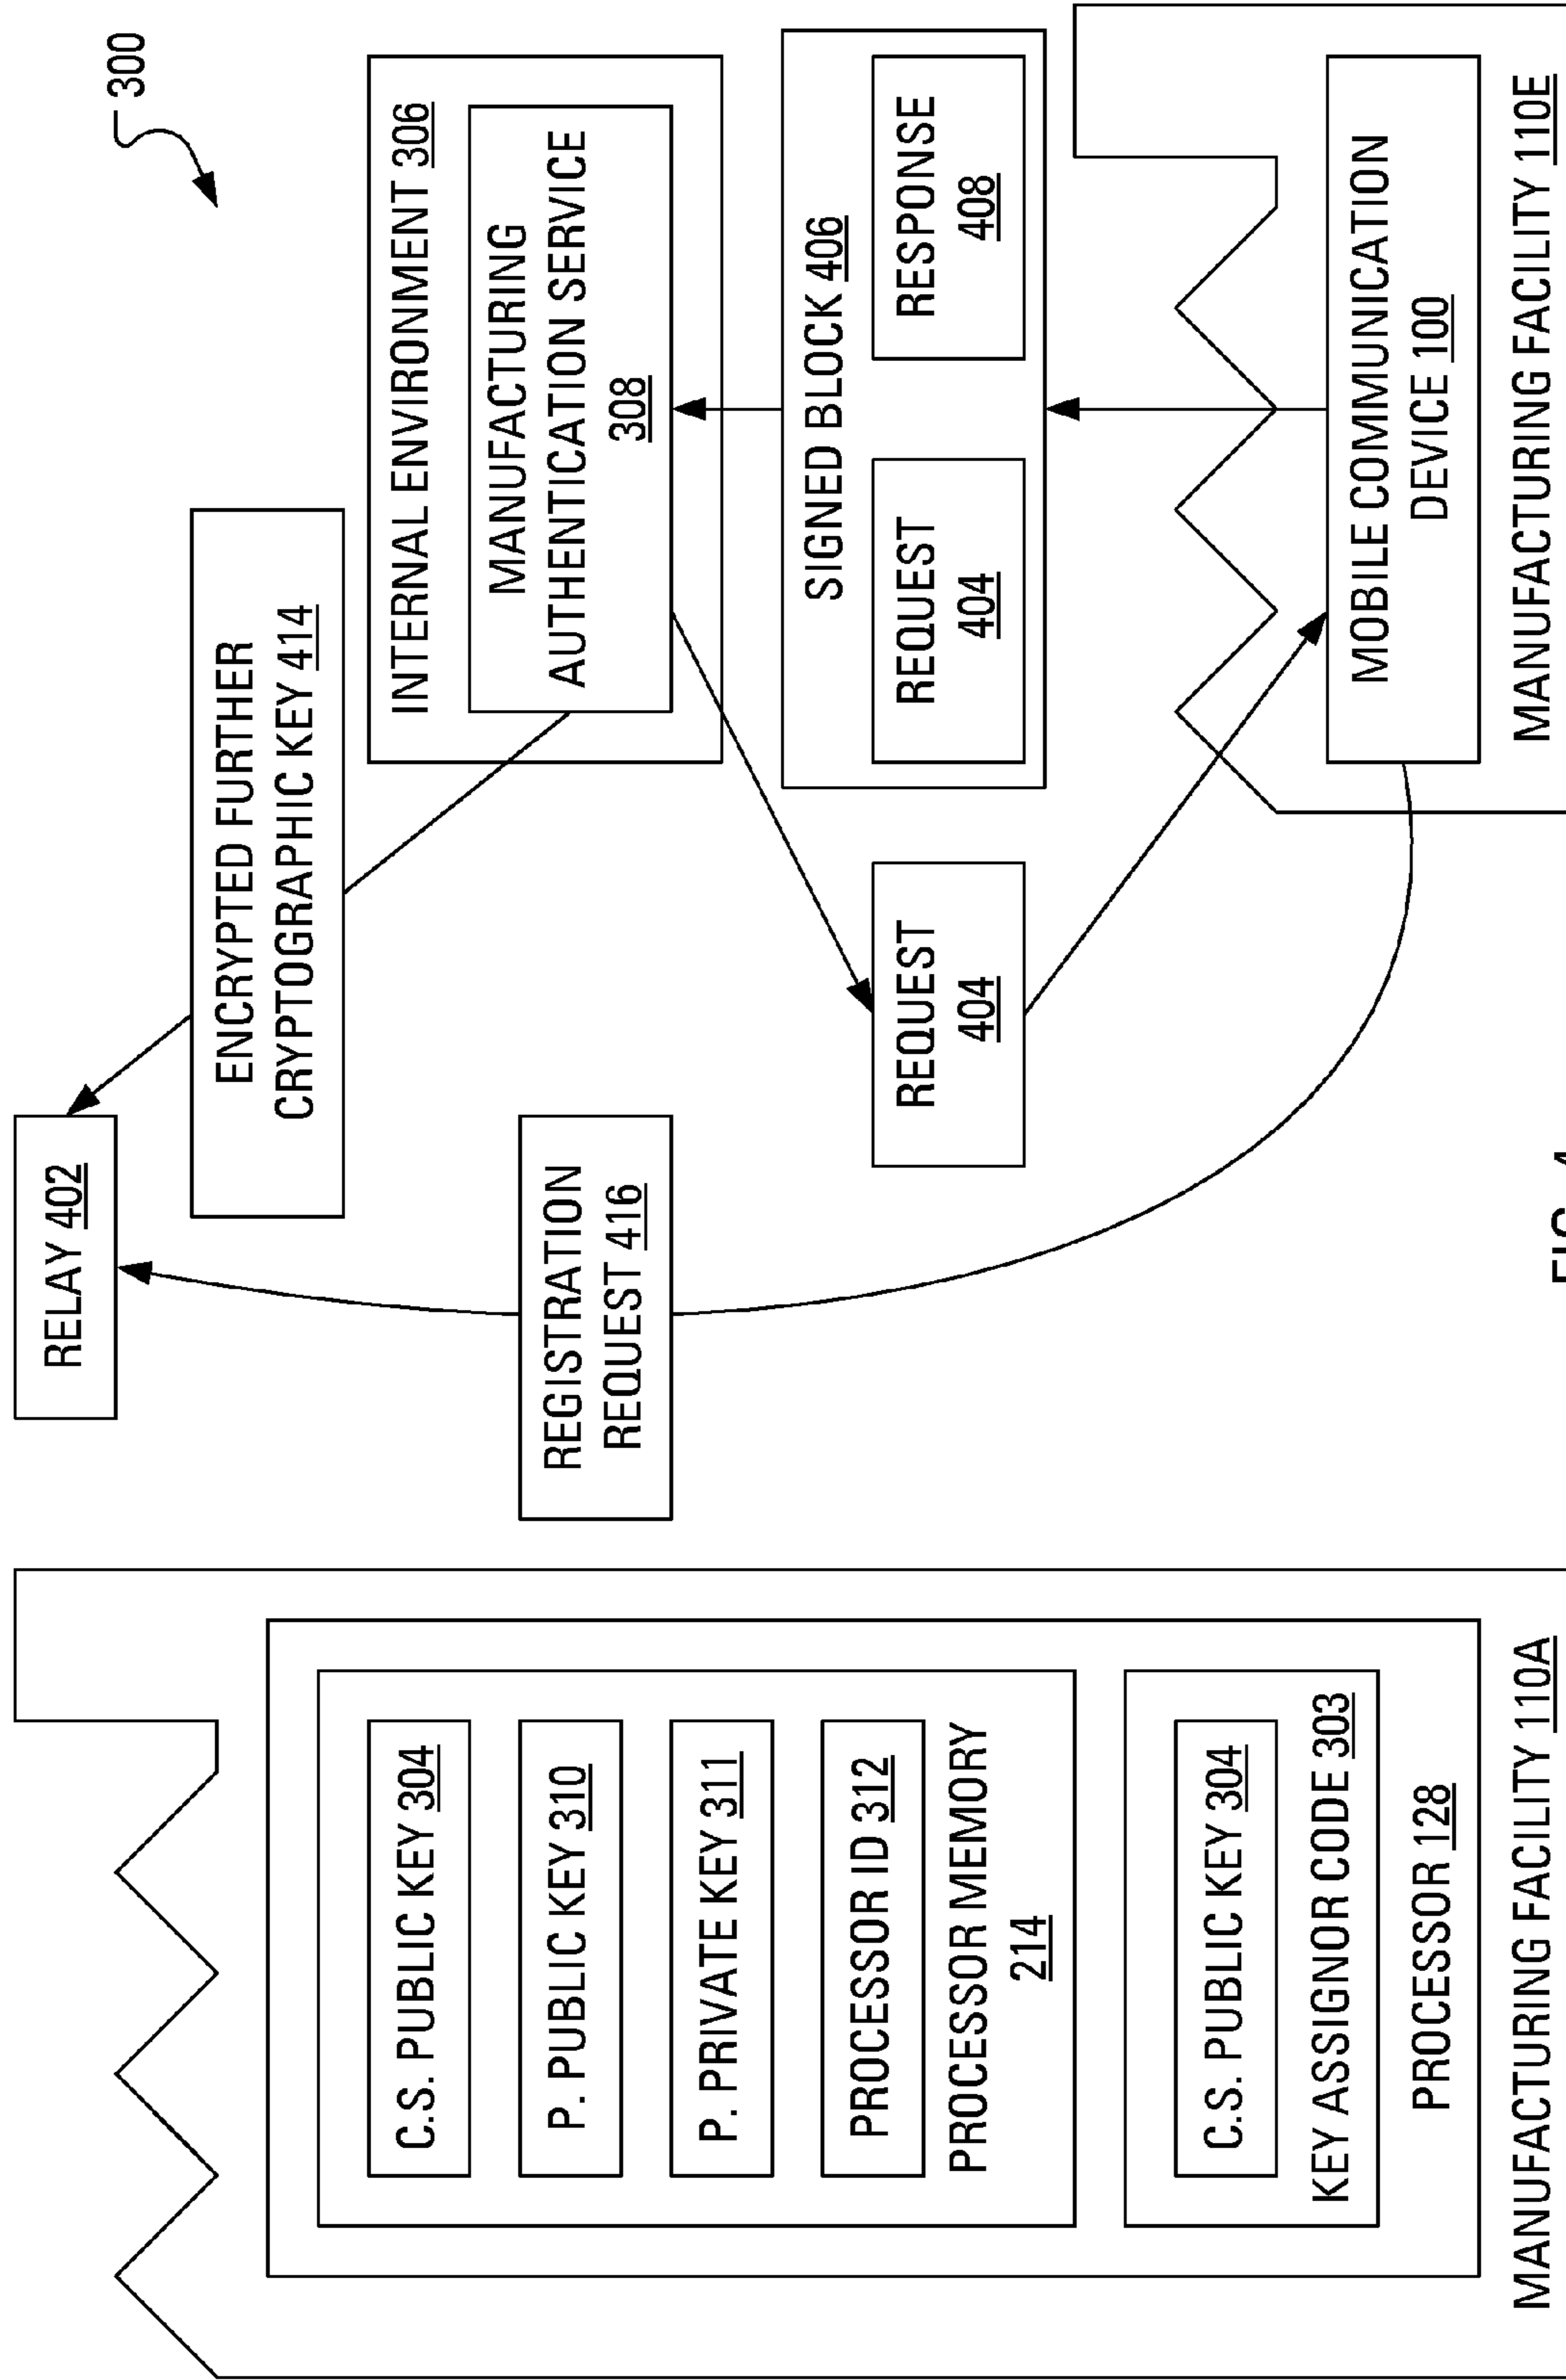 300
RELAY 402
ENCRYPTED FURTHER
CRYPTOGRAPHIC KEY 414
INTERNAL ENVIRONMENT 306
MANUFACTURING
AUTHENTICATION SERVICE
308
REGISTRATION
REQUEST 416
SIGNED BLOCK 406
REQUEST
404
REQUEST
404
RESPONSE
408
MOBILE COMMUNICATION
DEVICE 100
MANUFACTURING FACILITY 110E
C.S. PUBLIC KEY 304
P. PUBLIC KEY 310
P. PRIVATE KEY 311
PROCESSOR ID 312
PROCESSOR MEMORY
214
C.S. PUBLIC KEY 304
KEY ASSIGNOR CODE 303
PROCESSOR 128
MANUFACTURING FACILITY 110A
FIG. 4